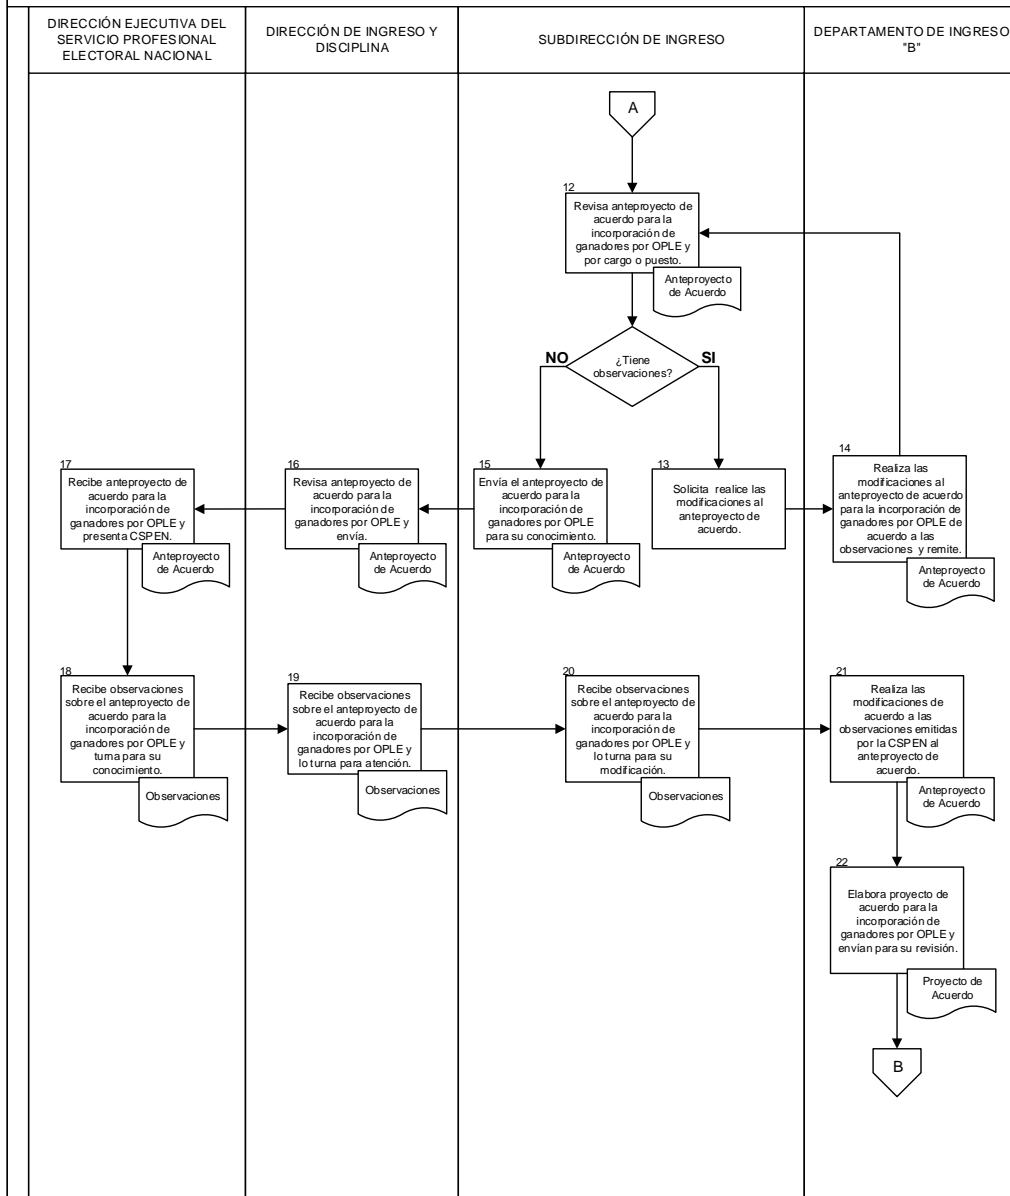 DIRECCIÓN EJECUTIVA DEL
SERVICIO PROFESIONAL
ELECTORAL NACIONAL
DIRECCIÓN DE INGRESO Y
DISCIPLINA
SUBDIRECCIÓN DE INGRESO
DEPARTAMENTO DE INGRESO
"B"
A
12
Revisa anteproyecto de
acuerdo para la
incorporación de
ganadores por OPLE y
por cargo o puesto.
Anteproyecto
de Acuerdo
¿Tiene
observaciones?
NO
SI
17
Recibe anteproyecto de
acuerdo para la
incorporación de
ganadores por OPLE y
presenta CSPEN.
Anteproyecto
de Acuerdo
16
Revisa anteproyecto de
acuerdo para la
incorporación de
ganadores por OPLE y
envía.
Anteproyecto
de Acuerdo
15
Envía el anteproyecto de
acuerdo para la
incorporación de
ganadores por OPLE
para su conocimiento.
Anteproyecto
de Acuerdo
13
Solicita realice las
modificaciones al
anteproyecto de
acuerdo.
14
Realiza las
modificaciones al
anteproyecto de acuerdo
para la incorporación de
ganadores por OPLE de
acuerdo a las
observaciones y remite.
Anteproyecto
de Acuerdo
18
Recibe observaciones
sobre el anteproyecto de
acuerdo para la
incorporación de
ganadores por OPLE y
turna para su
conocimiento.
Observaciones
19
Recibe observaciones
sobre el anteproyecto de
acuerdo para la
incorporación de
ganadores por OPLE y
lo turna para atención.
Observaciones
20
Recibe observaciones
sobre el anteproyecto de
acuerdo para la
incorporación de
ganadores por OPLE y
lo turna para su
modificación.
Observaciones
21
Realiza las
modificaciones de
acuerdo a las
observaciones emitidas
por la CSPEN al
anteproyecto de
acuerdo.
Anteproyecto
de Acuerdo
22
Elabora proyecto de
acuerdo para la
incorporación de
ganadores por OPLE y
envían para su revisión.
Proyecto de
Acuerdo
B